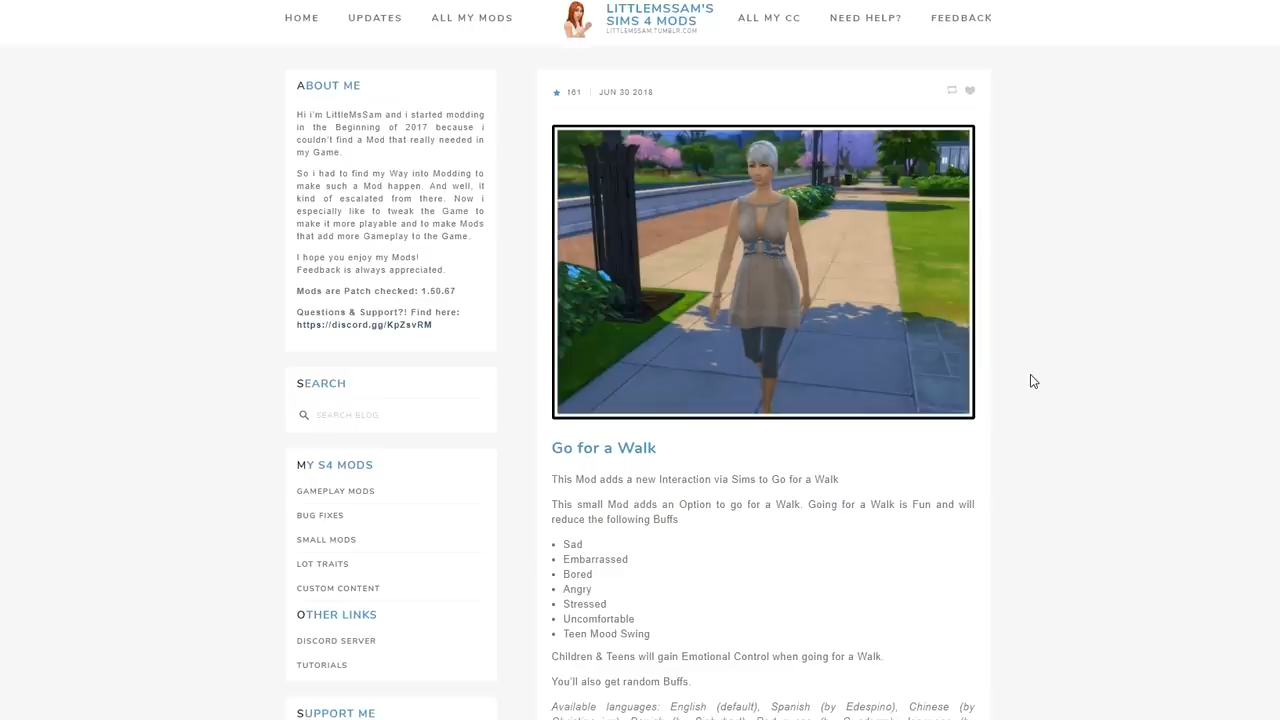 HOME
UPDATES
ALL MY MODS
LITTLEMSSAM'S
SIMS 4 MODS
LITTLEMSSAM.TUMBLR.COM
ALL MY CC
NEED HELP?
FEEDBACK
ABOUT ME
Hi i'm LittleMsSam and i started modding
in the Beginning of 2017 because i
couldn't find a Mod that really needed in
my Game.
So i had to find my Way into Modding to
make such a Mod happen. And well, it
kind of escalated from there. Now i
especially like to tweak the Game to
make it more playable and to make Mods
that add more Gameplay to the Game.
I hope you enjoy my Mods!
Feedback is always appreciated.
Mods are Patch checked: 1.50.67
Questions & Support?! Find here:
https://discord.gg/KpZsvRM
SEARCH
SEARCH BLOG
MY S4 MODS
GAMEPLAY MODS
BUG FIXES
SMALL MODS
LOT TRAITS
CUSTOM CONTENT
OTHER LINKS
DISCORD SERVER
TUTORIALS
SUPPORT ME
161
JUN 30 2018
Go for a Walk
This Mod adds a new Interaction via Sims to Go for a Walk
This small Mod adds an Option to go for a Walk. Going for a Walk is Fun and will
reduce the following Buffs
• Sad
• Embarrassed
• Bored
• Angry
• Stressed
• Uncomfortable
• Teen Mood Swing
Children & Teens will gain Emotional Control when going for a Walk.
You'll also get random Buffs.
Available languages: English (default), Spanish (by Edespino), Chinese (by